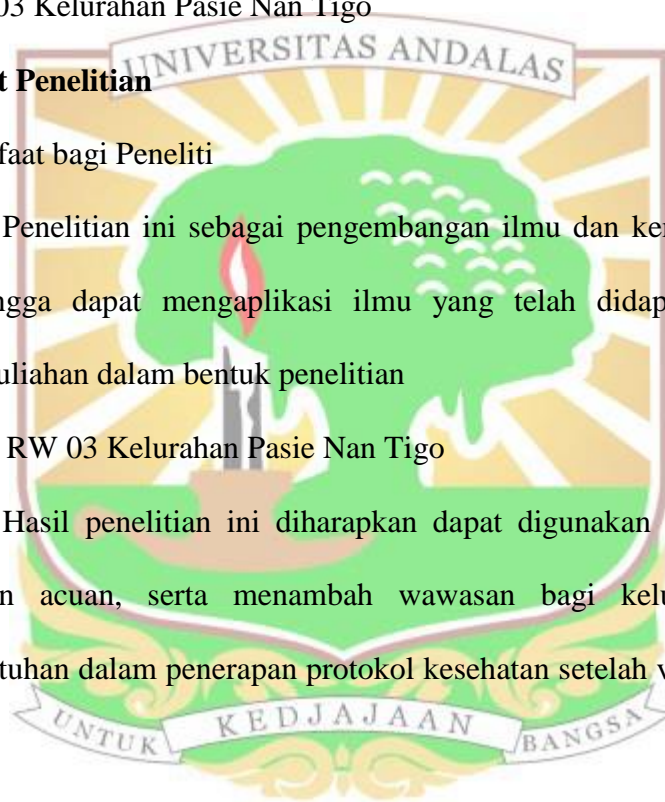 03 Kelurahan Pasie Nan Tigo
UNIVERSITAS ANDALAS
t Penelitian
faat bagi Peneliti
Penelitian ini sebagai pengembangan ilmu dan ker
ngga dapat mengaplikasi ilmu yang telah didap
uliahan dalam bentuk penelitian
RW 03 Kelurahan Pasie Nan Tigo
Hasil penelitian ini diharapkan dapat digunakan
n acuan, serta menambah wawasan bagi kelu
tuhan dalam penerapan protokol kesehatan setelah v
UNTUK KEDJAJAAN BANGSA